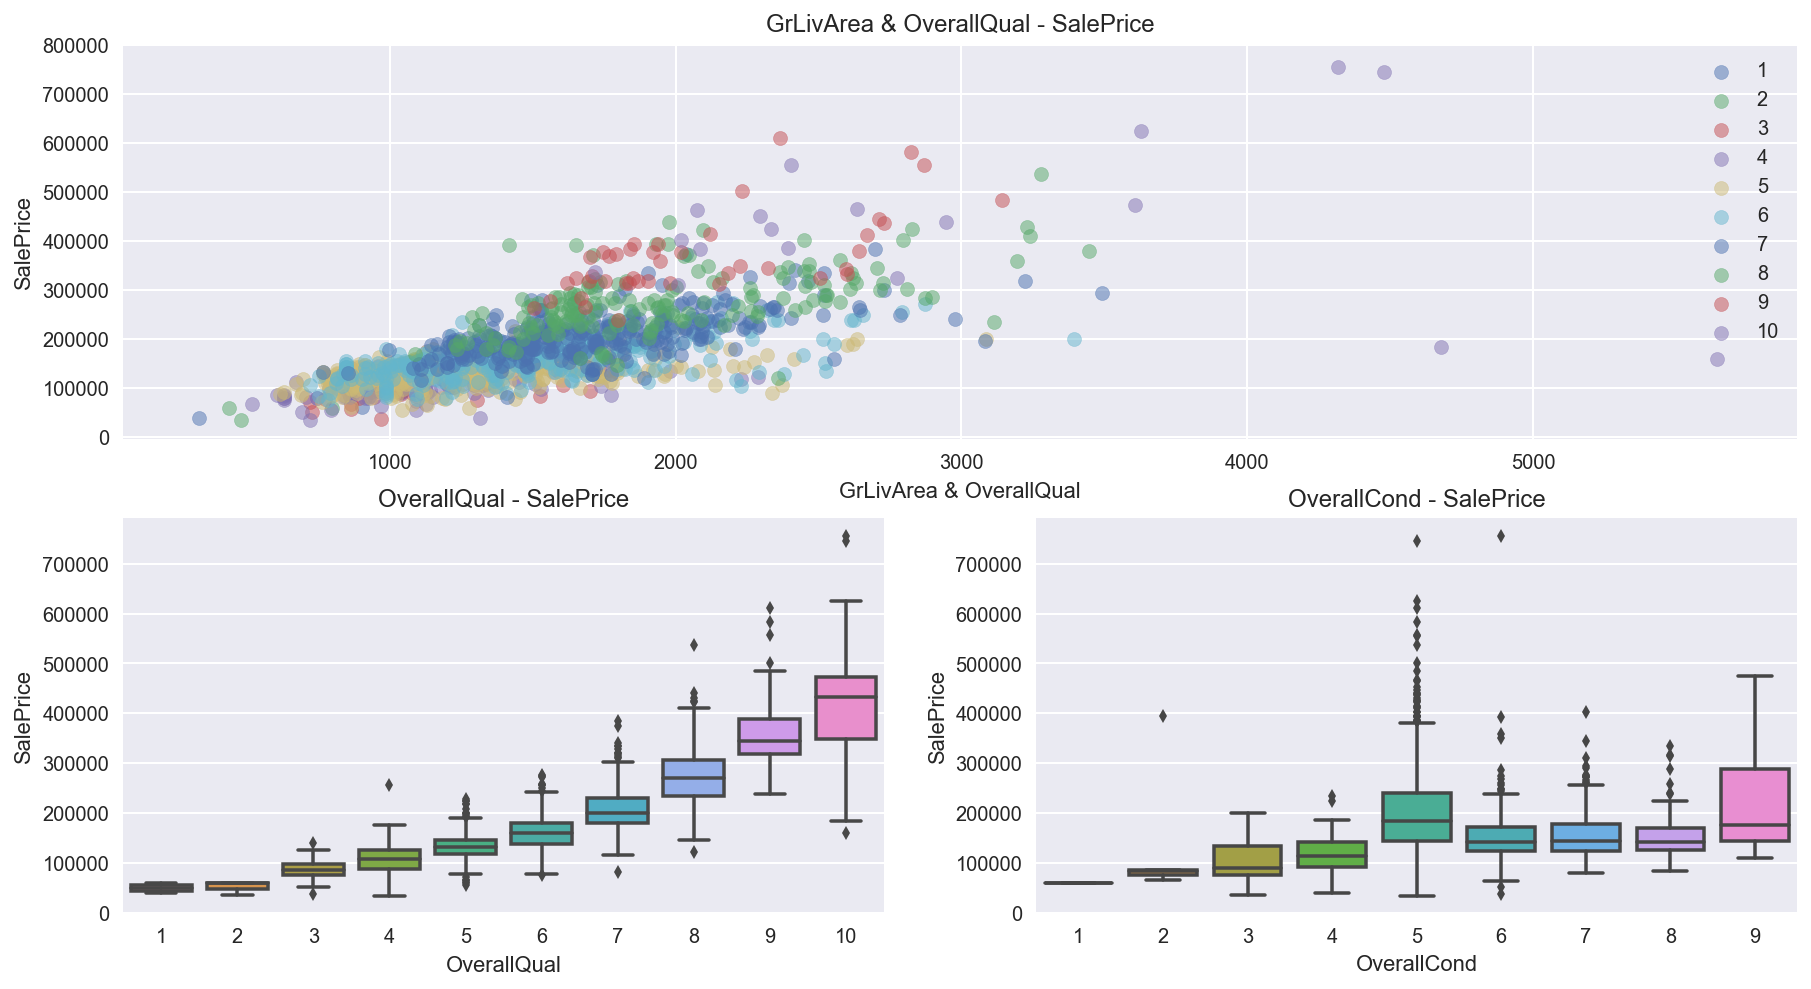 GrLivArea & OverallQual - SalePrice
800000
700000
600000
500000
400000
300000
200000
100000
0
SalePrice
1
2
3
4
5
6
7
8
9
10
1000 2000 3000 4000 5000
GrLivArea & OverallQual
OverallQual - SalePrice
700000
600000
500000
400000
300000
200000
100000
0
SalePrice
1 2 3 4 5 6 7 8 9 10
OverallQual
OverallCond - SalePrice
700000
600000
500000
400000
300000
200000
100000
0
SalePrice
1 2 3 4 5 6 7 8 9
OverallCond